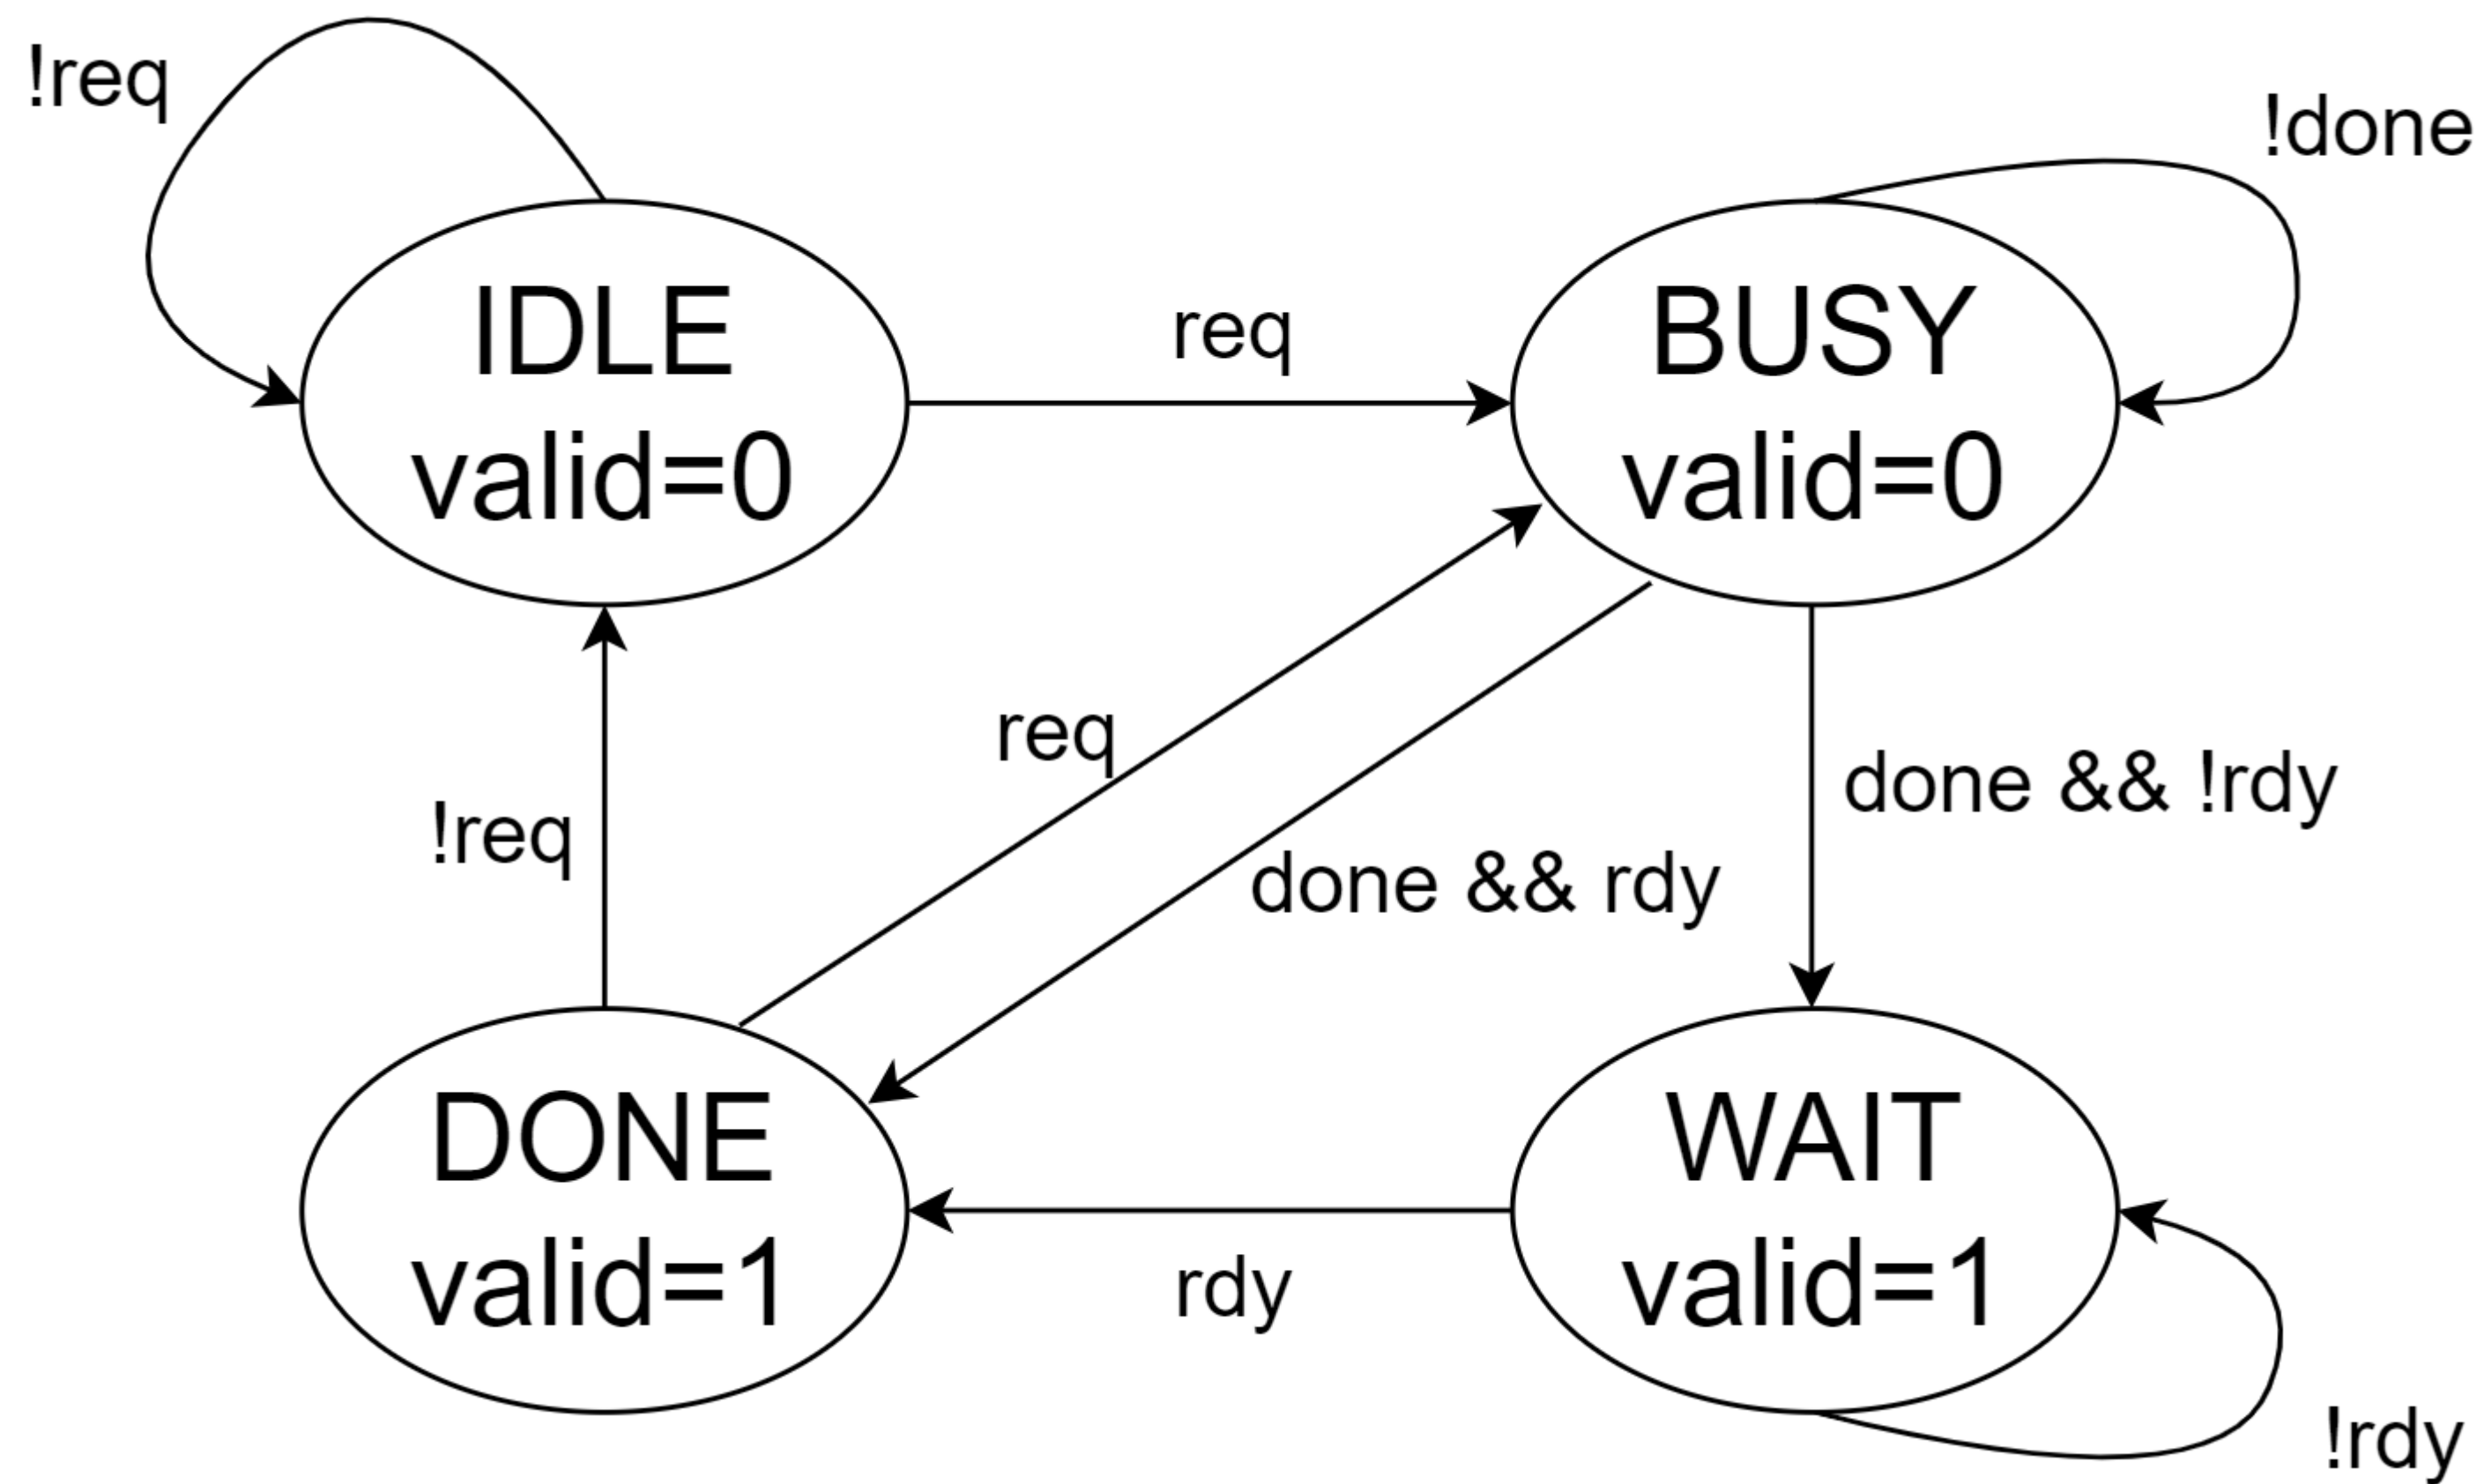 !req
!done
IDLE
valid=0
req
BUSY
valid=0
req
!req
done && !rdy
done && rdy
DONE
valid=1
rdy
WAIT
valid=1
!rdy